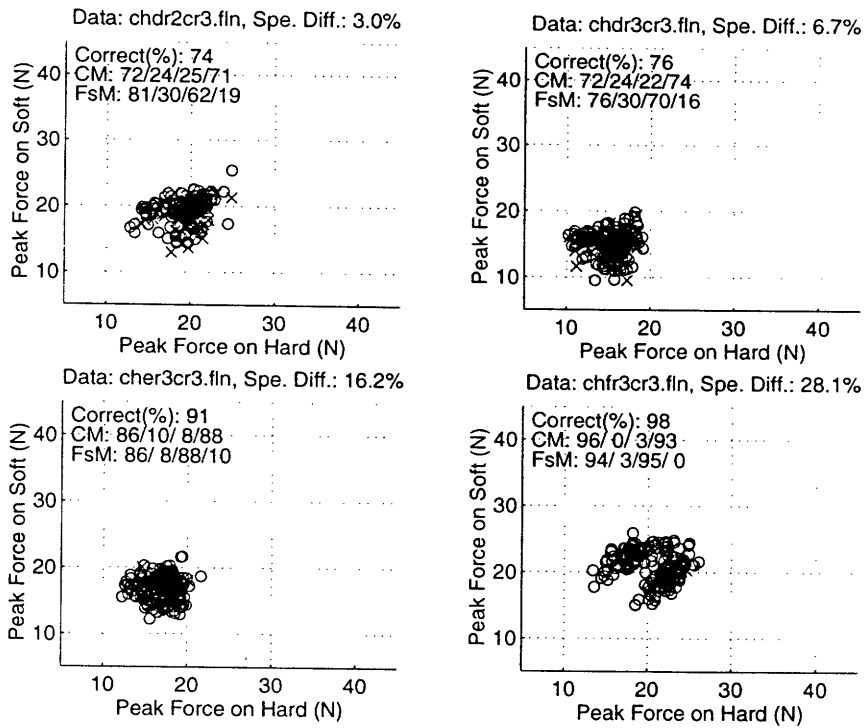 Data: chdr2cr3.fln, Spe. Diff.: 3.0%
Correct(%): 74
CM: 72/24/25/71
FsM: 81/30/62/19
Peak Force on Soft (N)
40
30
20
10
10 20 30 40
Peak Force on Hard (N)
Data: chdr3cr3.fln, Spe. Diff.: 6.7%
Correct(%): 76
CM: 72/24/22/74
FsM: 76/30/70/16
Peak Force on Soft (N)
40
30
20
10
10 20 30 40
Peak Force on Hard (N)
Data: cher3cr3.fln, Spe. Diff.: 16.2%
Correct(%): 91
CM: 86/10/ 8/88
FsM: 86/ 8/88/10
Peak Force on Soft (N)
40
30
20
10
10 20 30 40
Peak Force on Hard (N)
Data: chfr3cr3.fln, Spe. Diff.: 28.1%
Correct(%): 98
CM: 96/ 0/ 3/93
FsM: 94/ 3/95/ 0
Peak Force on Soft (N)
40
30
20
10
10 20 30 40
Peak Force on Hard (N)